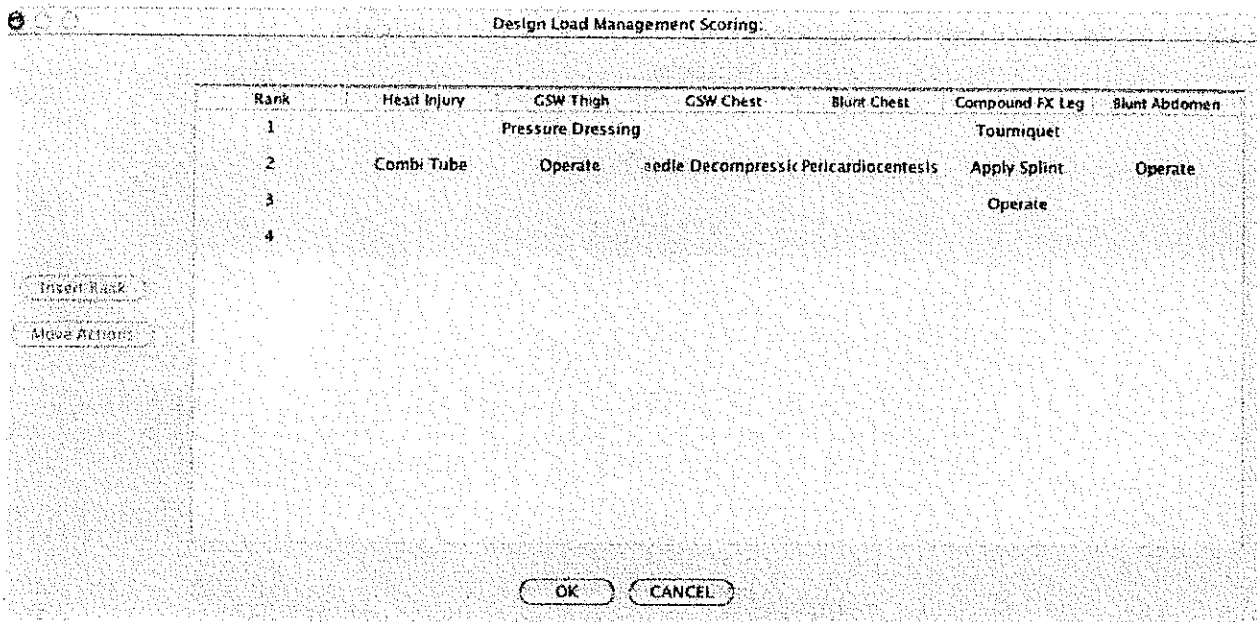 Design Load Management Scoring:
Rank Head Injury GSW Thigh GSW Chest Blunt Chest Compound FX Leg Blunt Abdomen
1 Pressure Dressing Tourniquet
2 Combi Tube Operate eedle Decompressic Pericardiocentesis Apply Splint Operate
3 Operate
4
Insert Rank
Move Actions
OK CANCEL